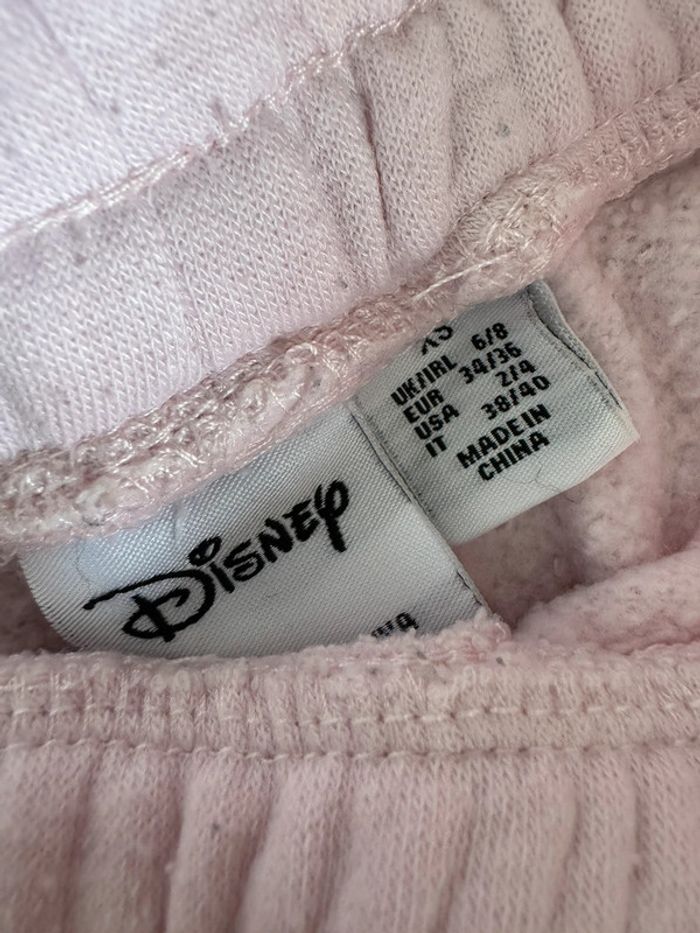 XS
UK/IRL 6/8
EUR 34/36
USA 2/4
IT 38/40
MADE IN
CHINA
Disney